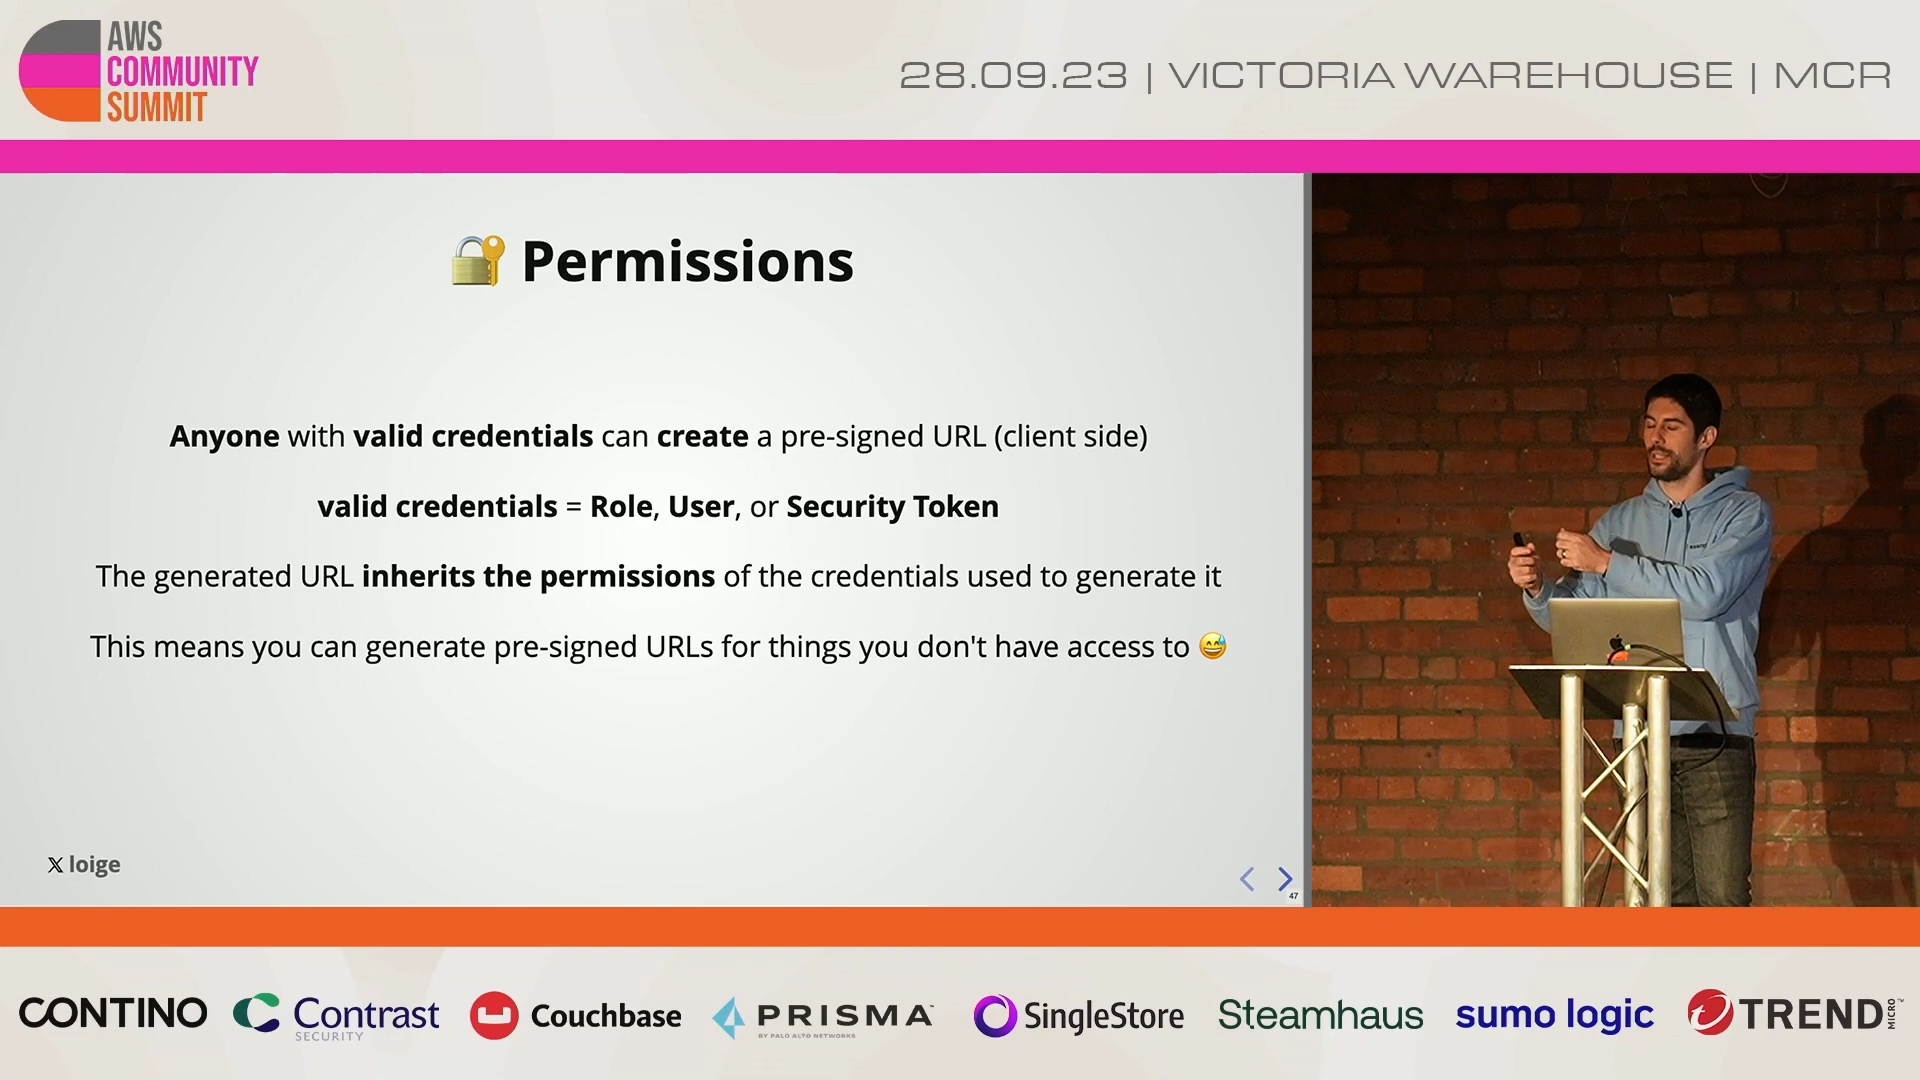 AWS
COMMUNITY
SUMMIT
28.09.23 | VICTORIA WAREHOUSE | MCR
🔐 Permissions
Anyone with valid credentials can create a pre-signed URL (client side)
valid credentials = Role, User, or Security Token
The generated URL inherits the permissions of the credentials used to generate it
This means you can generate pre-signed URLs for things you don't have access to 😅
X loige
47
CONTINO
Contrast
SECURITY
Couchbase
PRISMA™
BY PALO ALTO NETWORKS
SingleStore
Steamhaus
sumo logic
TREND
MICRO™